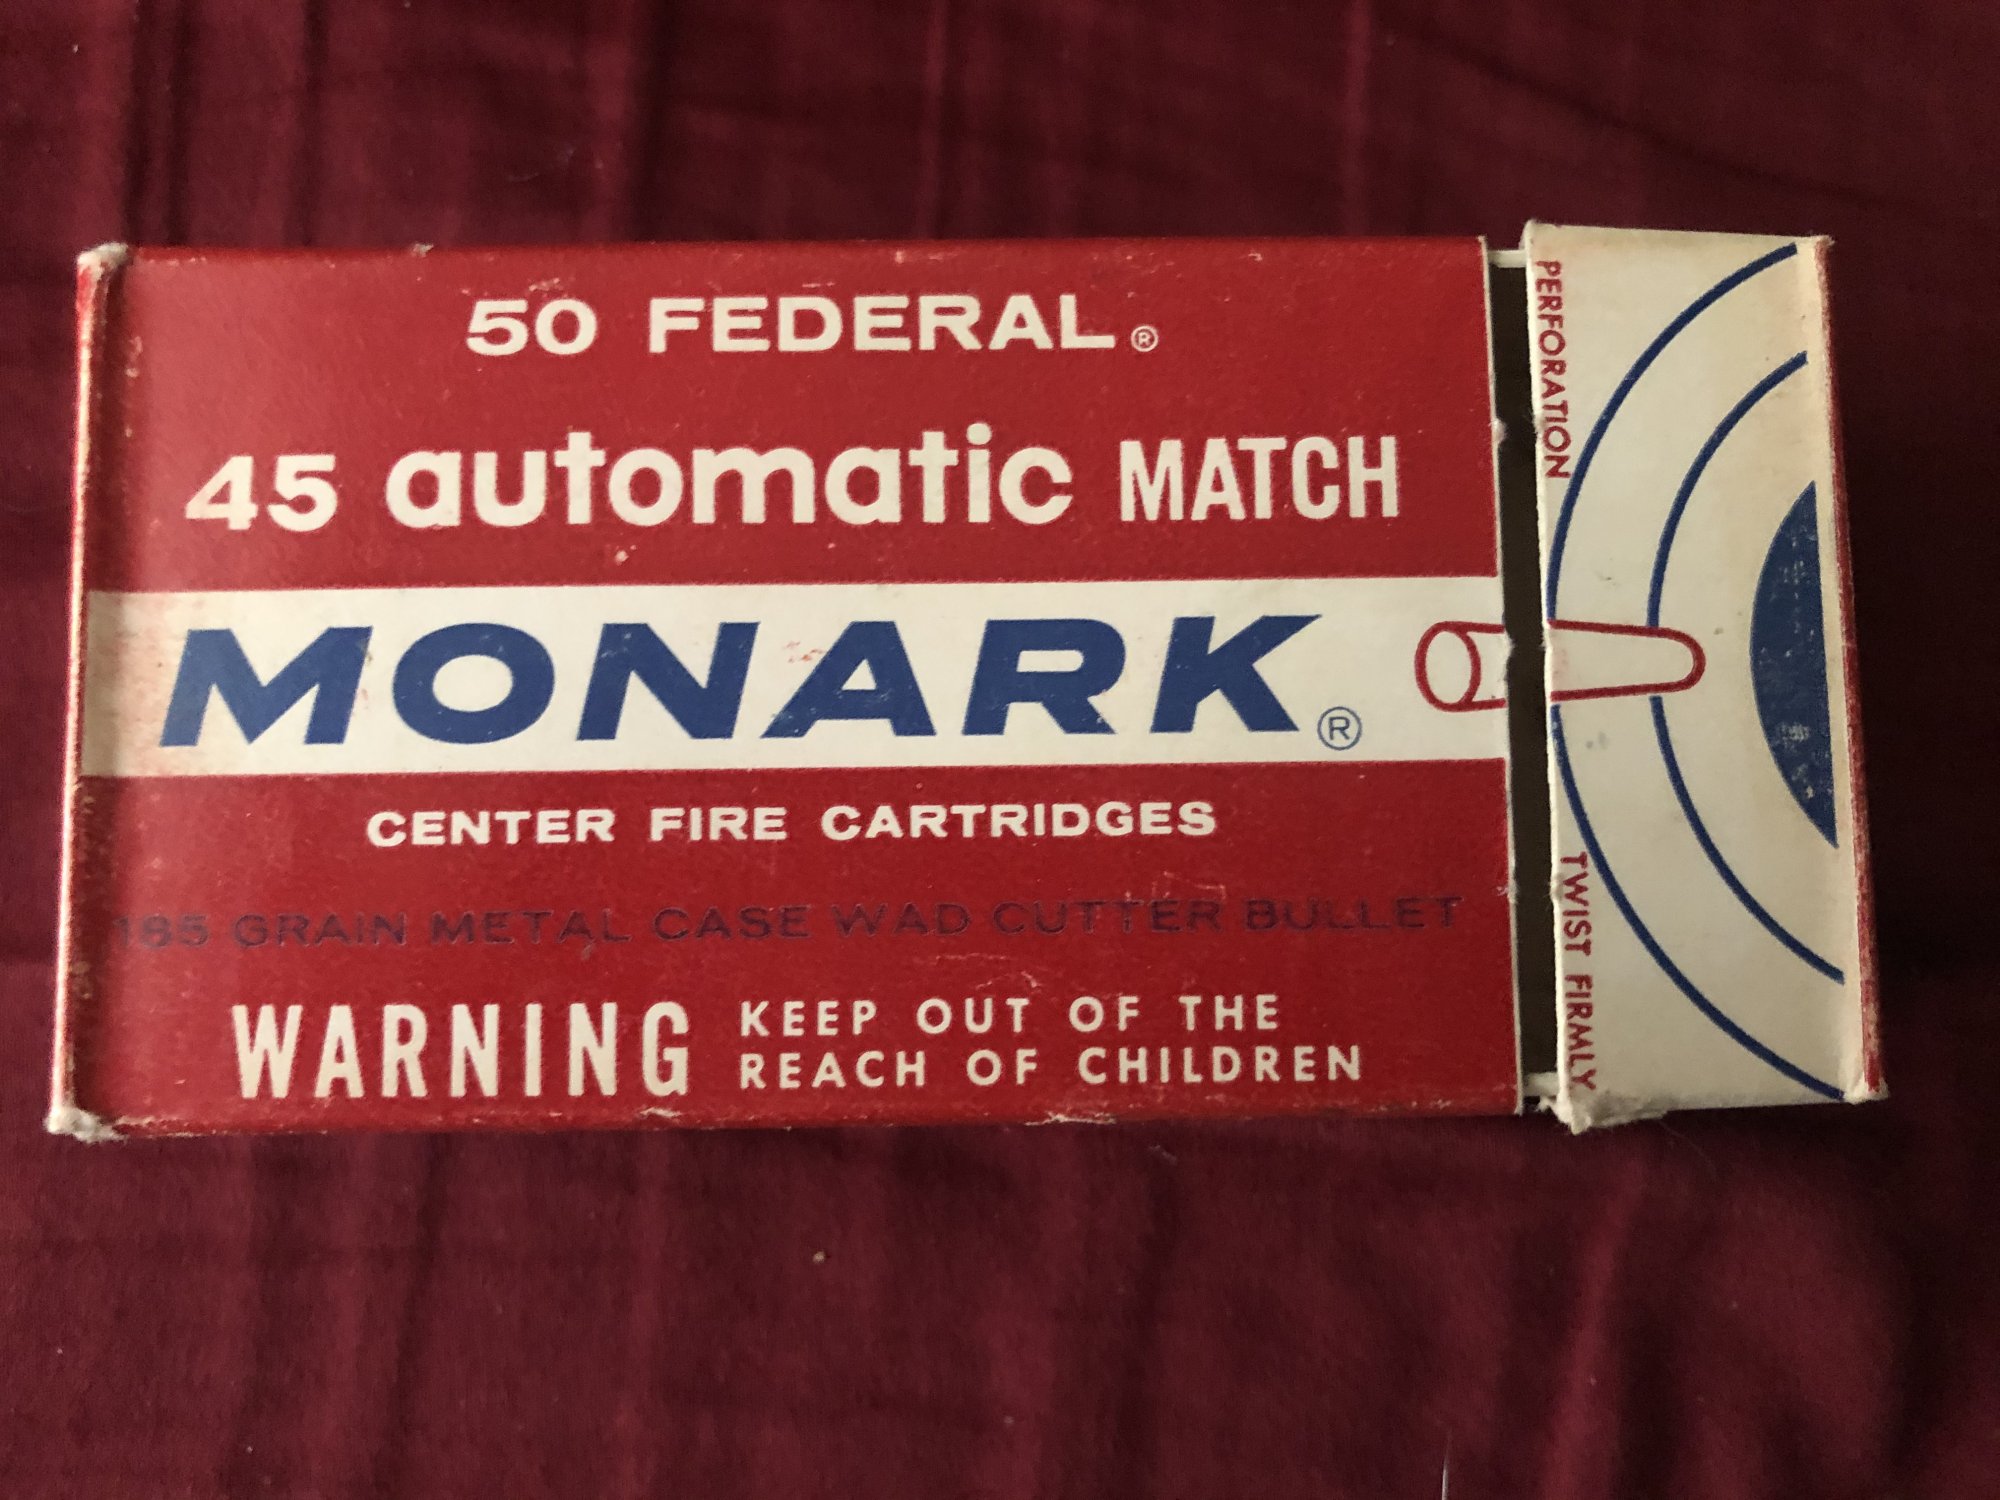 50 FEDERAL®
45 automatic MATCH
MONARK®
CENTER FIRE CARTRIDGES
185 GRAIN METAL CASE WAD CUTTER BULLET
WARNING KEEP OUT OF THE
REACH OF CHILDREN
PERFORATION
TWIST FIRMLY